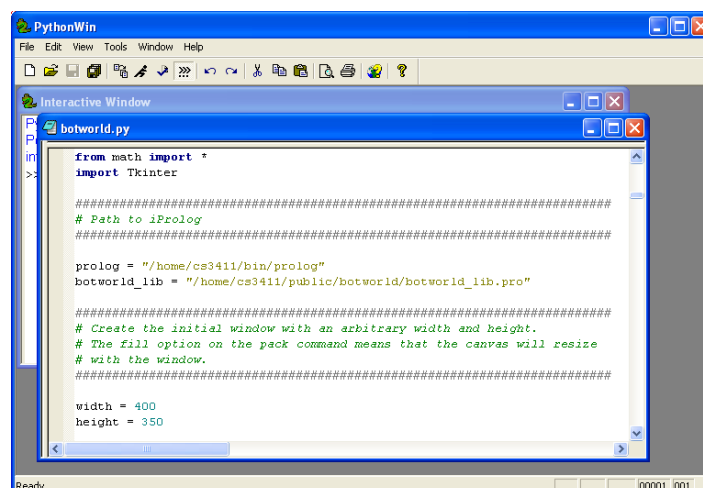 PythonWin
File Edit View Tools Window Help
Interactive Window
botworld.py
from math import *
import Tkinter
######################################################################
# Path to iProlog
######################################################################
prolog = "/home/cs3411/bin/prolog"
botworld_lib = "/home/cs3411/public/botworld/botworld_lib.pro"
######################################################################
# Create the initial window with an arbitrary width and height.
# The fill option on the pack command means that the canvas will resize
# with the window.
######################################################################
width = 400
height = 350
>>
Ready
00001 001